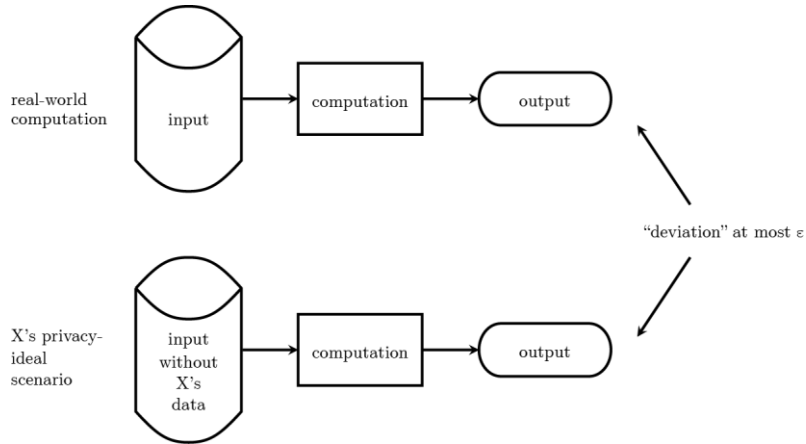 real-world
computation
input
computation
output
“deviation” at most ε
X's privacy-
ideal
scenario
input
without
X's
data
computation
output